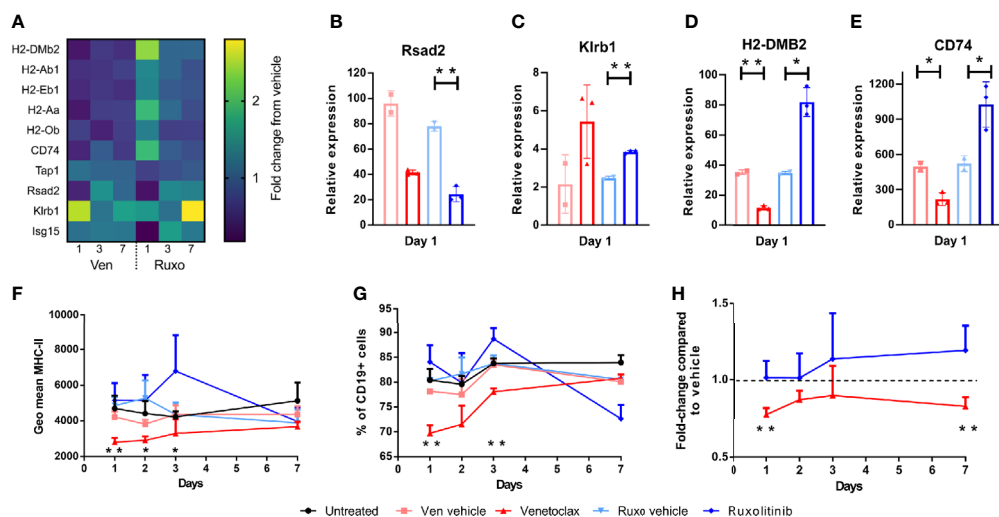 A
H2-DMb2
H2-Ab1
H2-Eb1
H2-Aa
H2-Ob
CD74
Tap1
Rsad2
Klrb1
Isg15
1 3 7 1 3 7
Ven Ruxo
2
1
Fold change from vehicle
B
Rsad2
* *
Relative expression
120
100
80
60
40
20
0
Day 1
C
Klrb1
* *
Relative expression
8
6
4
2
0
Day 1
D
H2-DMB2
* * *
Relative expression
100
80
60
40
20
0
Day 1
E
CD74
* *
Relative expression
1200
900
600
300
0
Day 1
F
Geo mean MHC-II
10000
8000
6000
4000
2000
* * * *
0 1 2 3 4 5 6 7
Days
G
% of CD19+ cells
95
90
85
80
75
70
65
* * * *
0 1 2 3 4 5 6 7
Days
H
Fold-change compared
to vehicle
1.5
1.0
0.5
0.0
* * * *
0 1 2 3 4 5 6 7
Days
Untreated Ven vehicle Venetoclax Ruxo vehicle Ruxolitinib